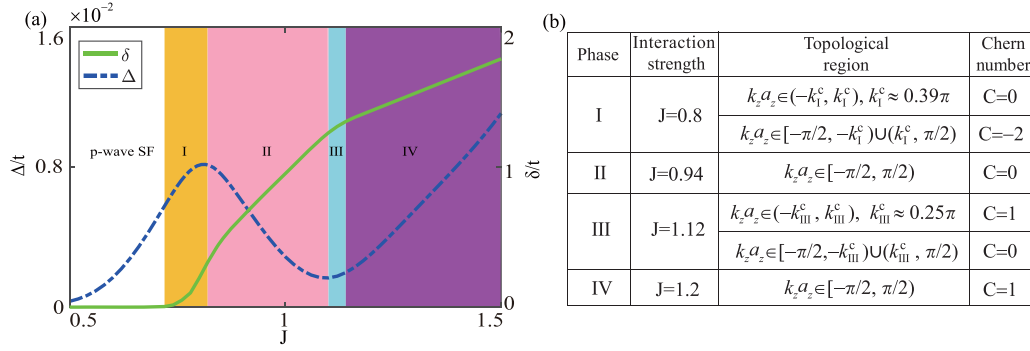 (a)
×10⁻²
1.6
0.8
0
Δ/t
δ
Δ
p-wave SF
I
II
III
IV
2
1
0
δ/t
0.5
1
1.5
J
(b)
Phase
Interaction strength
Topological region
Chern number
I
J=0.8
k_z a_z∈(−k_I^c, k_I^c), k_I^c≈0.39π
C=0
k_z a_z∈[−π/2, −k_I^c)∪(k_I^c, π/2)
C=−2
II
J=0.94
k_z a_z∈[−π/2, π/2)
C=0
III
J=1.12
k_z a_z∈(−k_III^c, k_III^c), k_III^c≈0.25π
C=1
k_z a_z∈[−π/2,−k_III^c)∪(k_III^c, π/2)
C=0
IV
J=1.2
k_z a_z∈[−π/2, π/2)
C=1